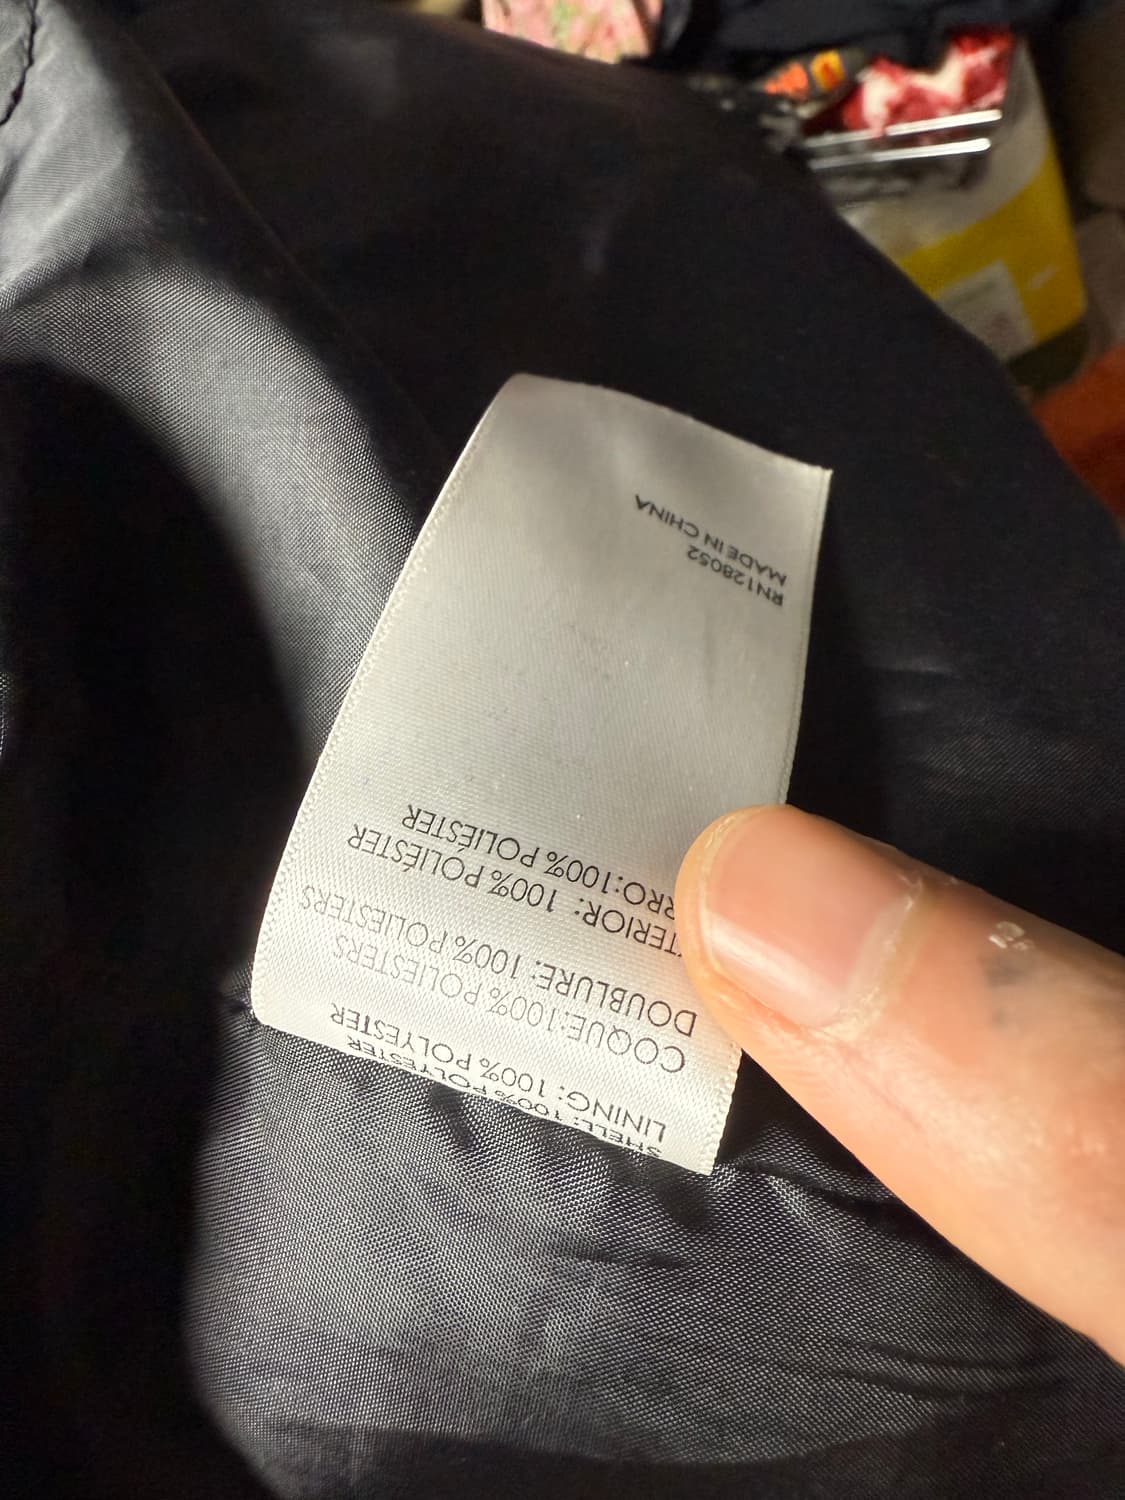 SHELL: 100% POLYESTER
LINING: 100% POLYESTER
COQUE:100% POLIESTERS
DOUBLURE: 100% POLIESTERS
TERIOR: 100% POLIÉSTER
RRO:100% POLIÉSTER
RN128052
MADE IN CHINA